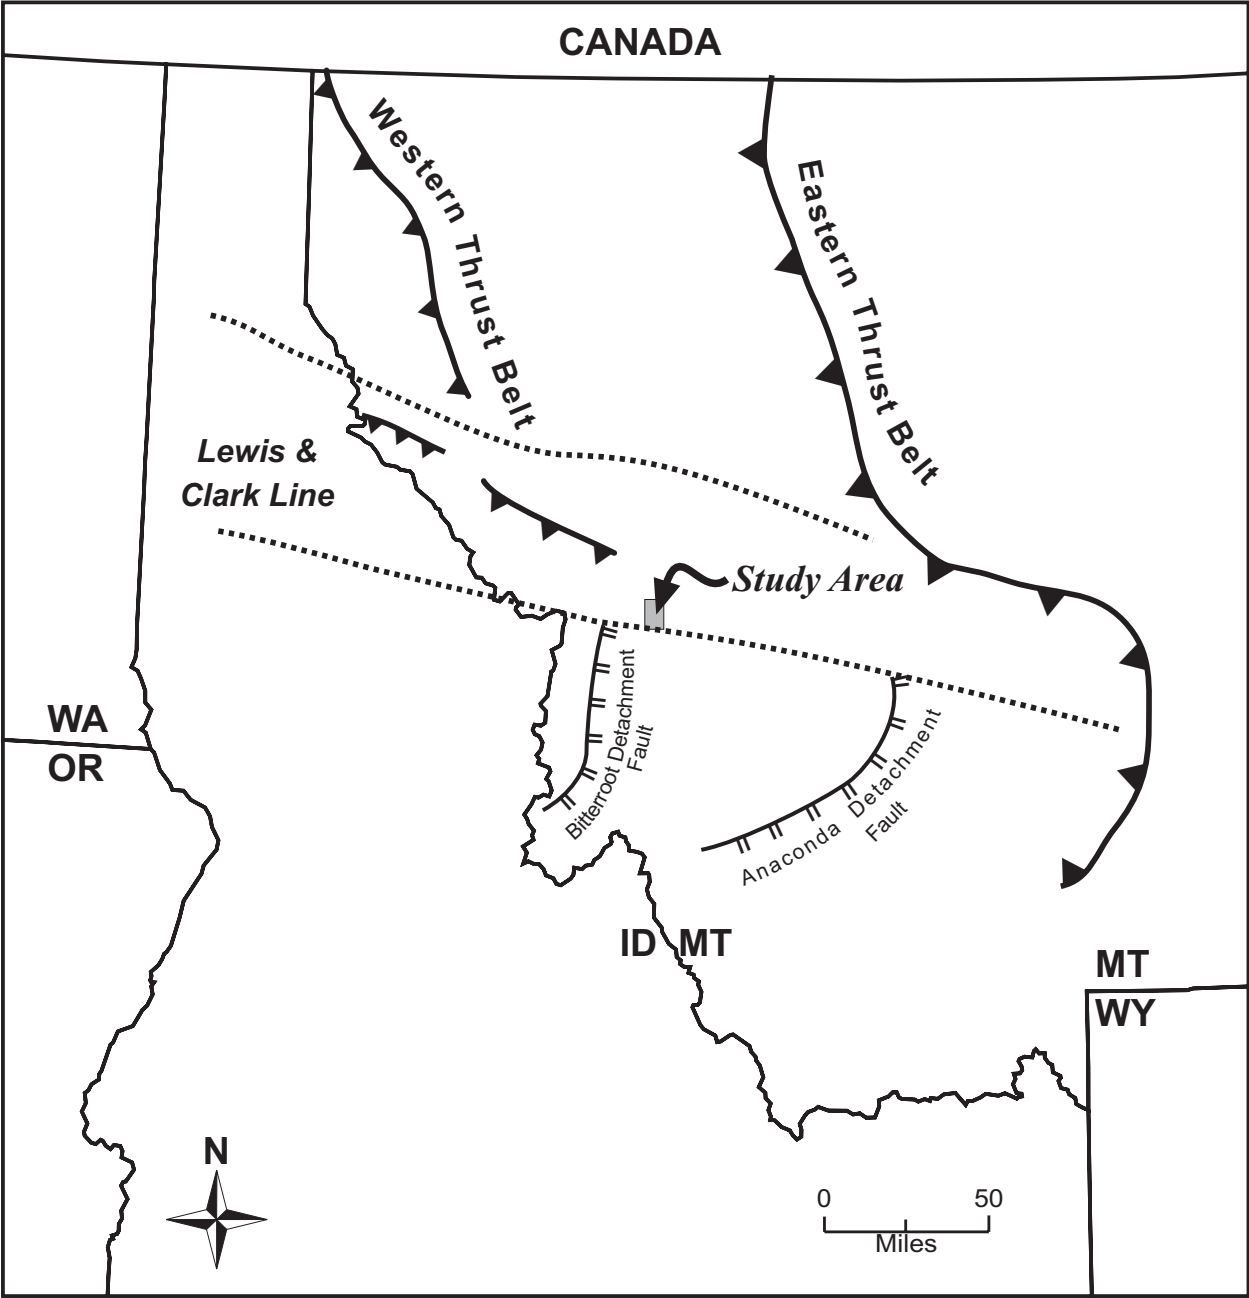 CANADA
Western Thrust Belt
Eastern Thrust Belt
Lewis &
Clark Line
Study Area
WA
OR
Bitterroot Detachment
Fault
Anaconda Detachment
Fault
ID MT
MT
WY
N
0 50
Miles